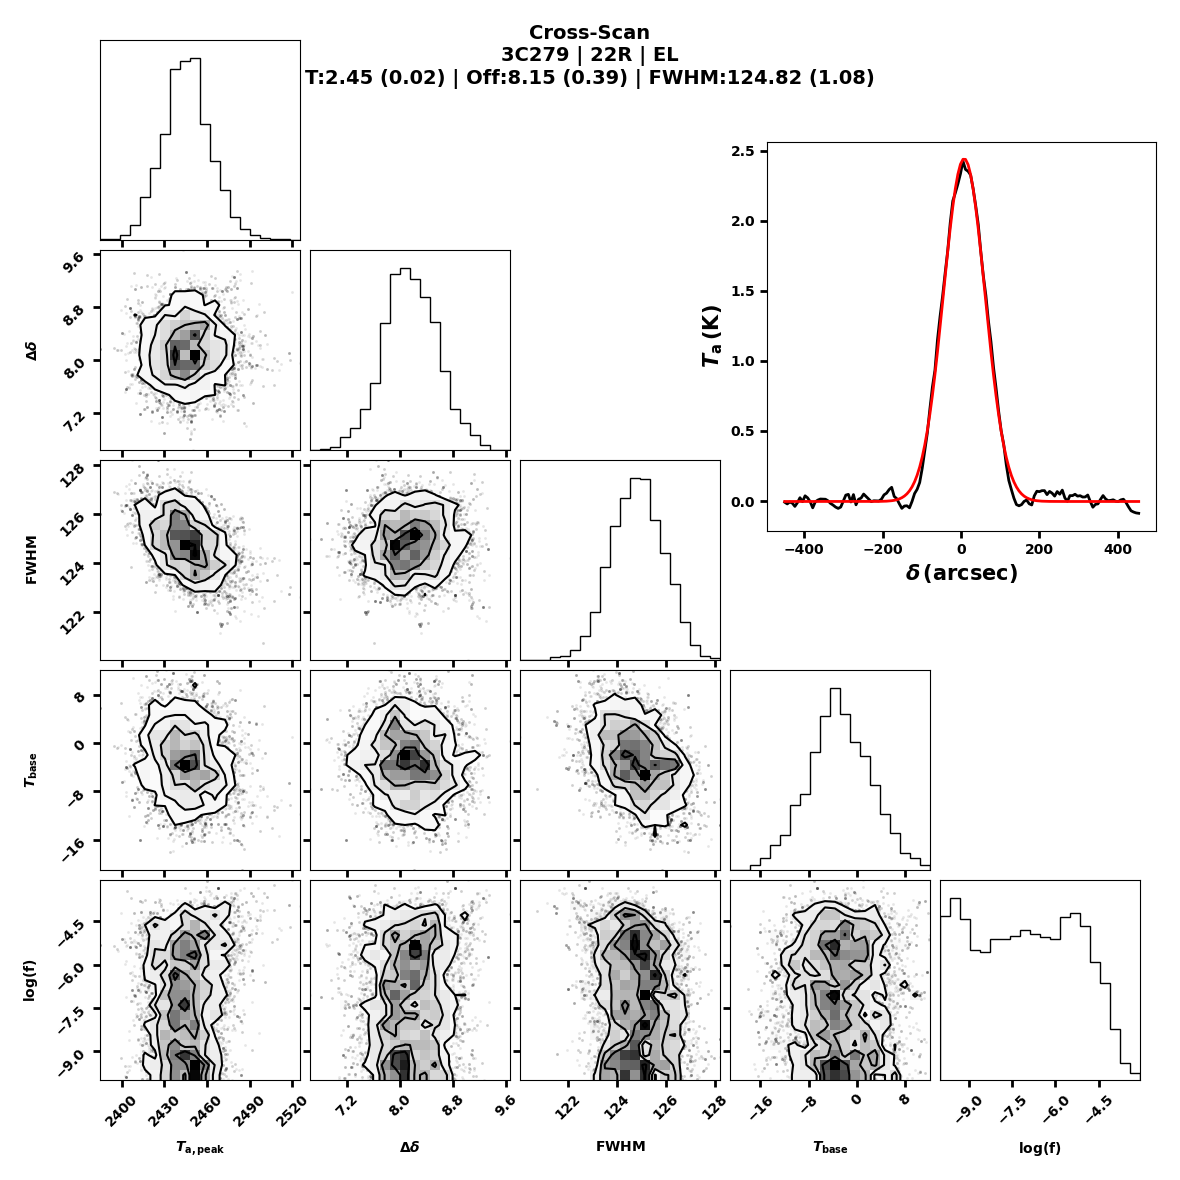 Cross-Scan
3C279 | 22R | EL
T:2.45 (0.02) | Off:8.15 (0.39) | FWHM:124.82 (1.08)
2.5
2.0
1.5
1.0
0.5
0.0
Ta (K)
−400 −200 0 200 400
δ (arcsec)
9.6
8.8
8.0
7.2
Δδ
128
126
124
122
FWHM
8
0
−8
−16
Tbase
−4.5
−6.0
−7.5
−9.0
log(f)
2400 2430 2460 2490 2520
7.2 8.0 8.8 9.6
122 124 126 128
−16 −8 0 8
−9.0 −7.5 −6.0 −4.5
Ta,peak Δδ FWHM Tbase log(f)